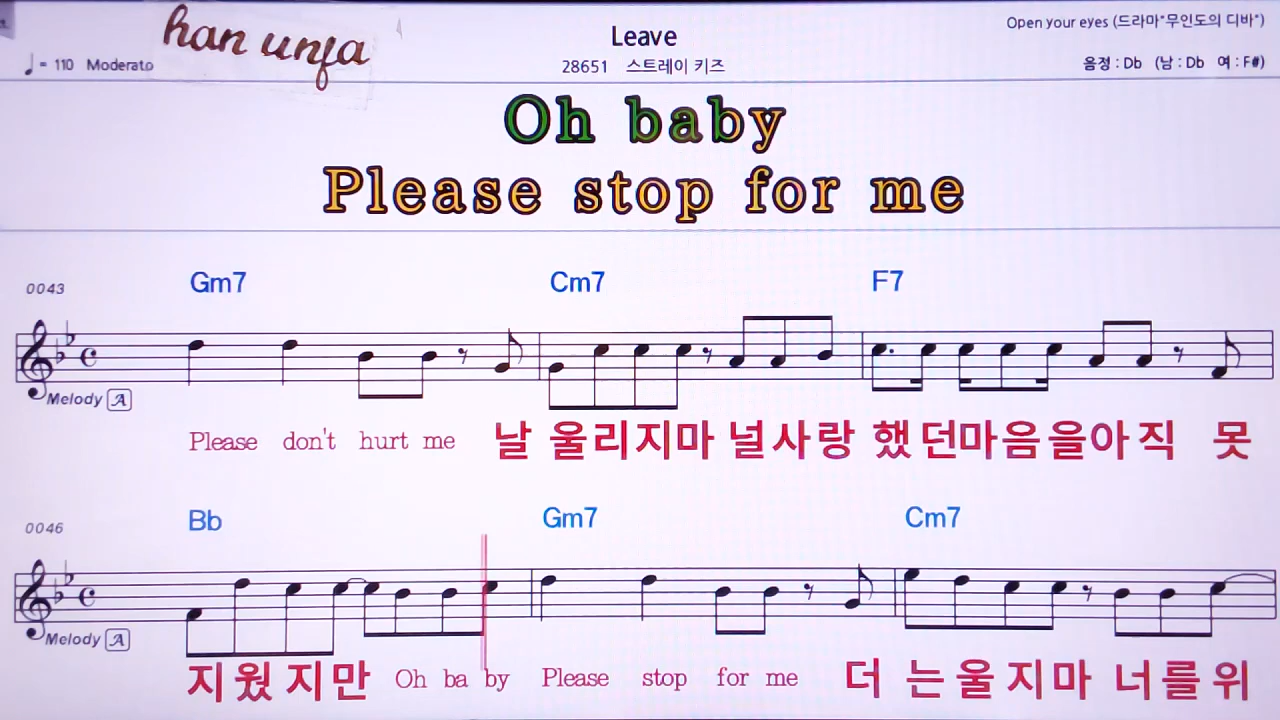 han unja
Leave
Open your eyes (드라마"무인도의 디바")
♩= 110 Moderato
28651 스트레이 키즈
음정 : Db (남 : Db 여 : F#)
Oh baby
Please stop for me
0043
Gm7 Cm7 F7
Melody A
Please don't hurt me 날 울리지마 널사랑 했던마음을아직 못
0046
Bb Gm7 Cm7
Melody A
지웠지만 Oh ba by Please stop for me 더 는울지마 너를위